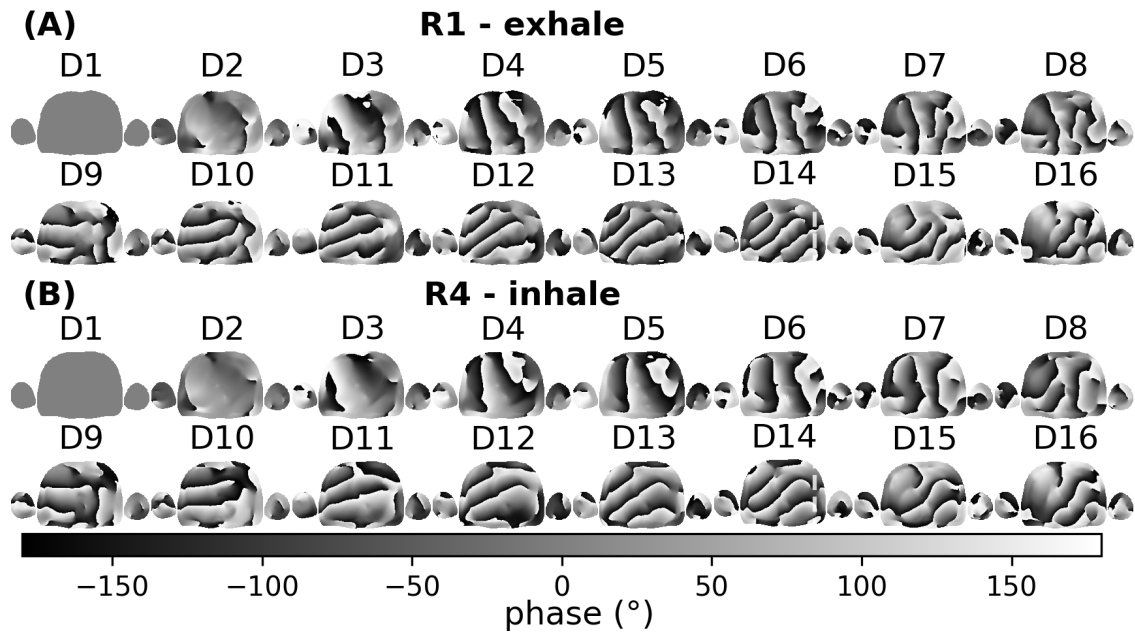 (A) R1 - exhale
D1 D2 D3 D4 D5 D6 D7 D8
D9 D10 D11 D12 D13 D14 D15 D16
(B) R4 - inhale
D1 D2 D3 D4 D5 D6 D7 D8
D9 D10 D11 D12 D13 D14 D15 D16
−150 −100 −50 0 50 100 150
phase (°)